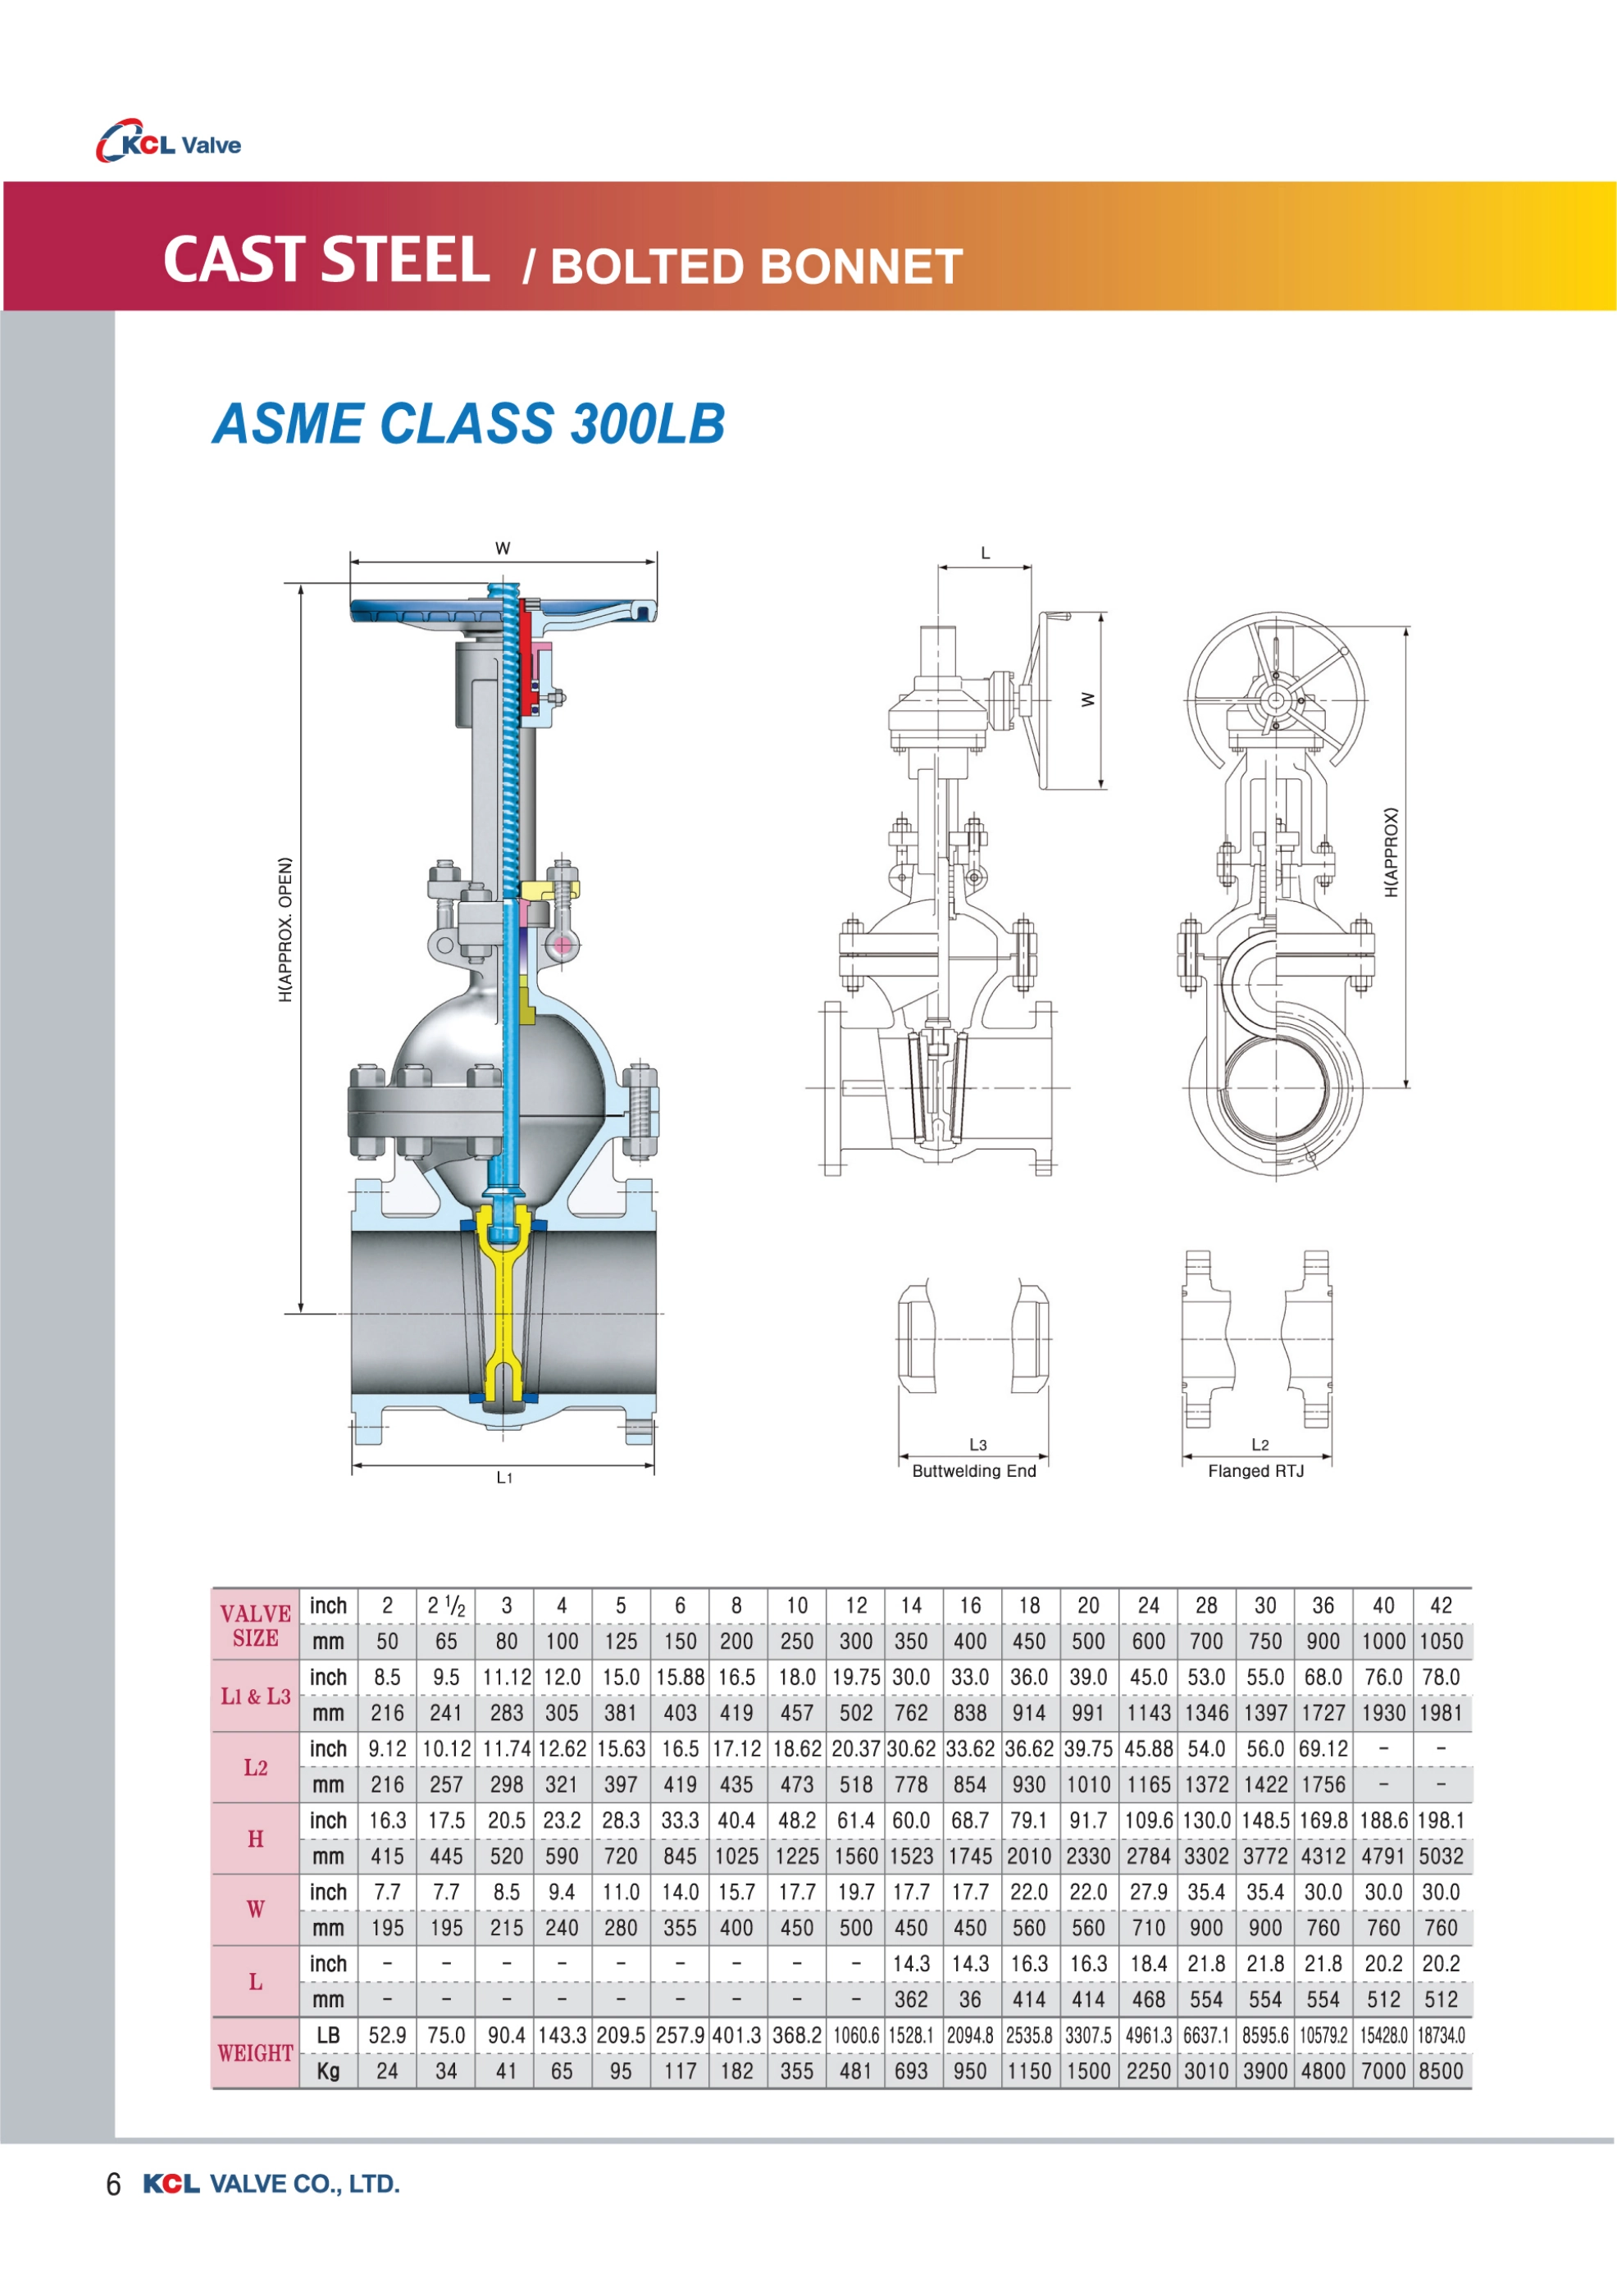 KCL Valve
CAST STEEL / BOLTED BONNET
ASME CLASS 300LB
W
H(APPROX. OPEN)
L1
L
W
H(APPROX)
L3
Buttwelding End
L2
Flanged RTJ
VALVE SIZE inch 2 2 1/2 3 4 5 6 8 10 12 14 16 18 20 24 28 30 36 40 42
mm 50 65 80 100 125 150 200 250 300 350 400 450 500 600 700 750 900 1000 1050
L1 & L3 inch 8.5 9.5 11.12 12.0 15.0 15.88 16.5 18.0 19.75 30.0 33.0 36.0 39.0 45.0 53.0 55.0 68.0 76.0 78.0
mm 216 241 283 305 381 403 419 457 502 762 838 914 991 1143 1346 1397 1727 1930 1981
L2 inch 9.12 10.12 11.74 12.62 15.63 16.5 17.12 18.62 20.37 30.62 33.62 36.62 39.75 45.88 54.0 56.0 69.12 - -
mm 216 257 298 321 397 419 435 473 518 778 854 930 1010 1165 1372 1422 1756 - -
H inch 16.3 17.5 20.5 23.2 28.3 33.3 40.4 48.2 61.4 60.0 68.7 79.1 91.7 109.6 130.0 148.5 169.8 188.6 198.1
mm 415 445 520 590 720 845 1025 1225 1560 1523 1745 2010 2330 2784 3302 3772 4312 4791 5032
W inch 7.7 7.7 8.5 9.4 11.0 14.0 15.7 17.7 19.7 17.7 17.7 22.0 22.0 27.9 35.4 35.4 30.0 30.0 30.0
mm 195 195 215 240 280 355 400 450 500 450 450 560 560 710 900 900 760 760 760
L inch - - - - - - - - - 14.3 14.3 16.3 16.3 18.4 21.8 21.8 21.8 20.2 20.2
mm - - - - - - - - - 362 36 414 414 468 554 554 554 512 512
WEIGHT LB 52.9 75.0 90.4 143.3 209.5 257.9 401.3 368.2 1060.6 1528.1 2094.8 2535.8 3307.5 4961.3 6637.1 8595.6 10579.2 15428.0 18734.0
Kg 24 34 41 65 95 117 182 355 481 693 950 1150 1500 2250 3010 3900 4800 7000 8500
6 KCL VALVE CO., LTD.